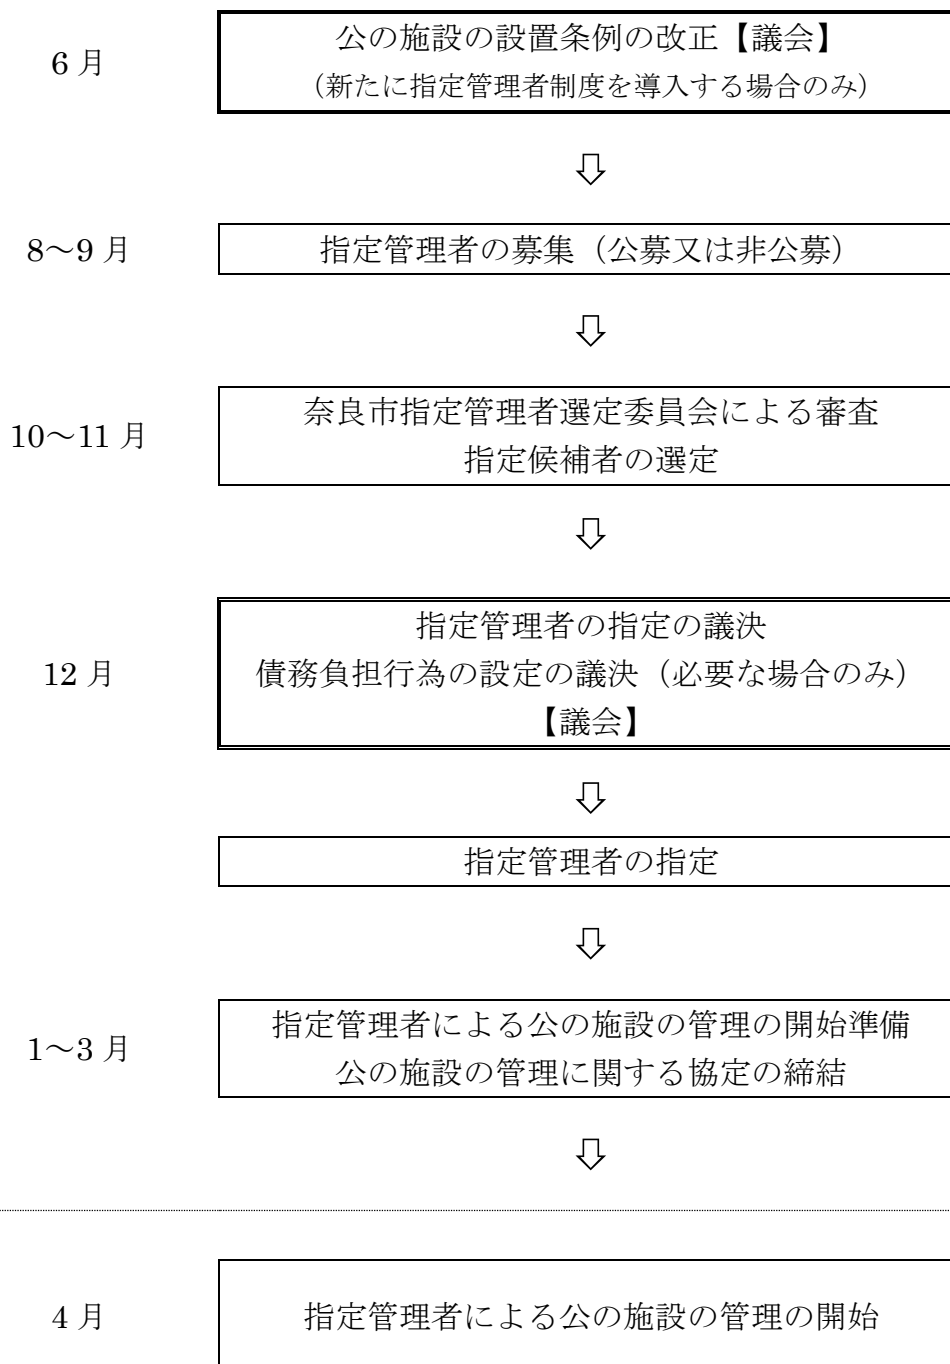 6 月
公の施設の設置条例の改正【議会】
（新たに指定管理者制度を導入する場合のみ）
8～9 月
指定管理者の募集（公募又は非公募）
10～11 月
奈良市指定管理者選定委員会による審査
指定候補者の選定
12 月
指定管理者の指定の議決
債務負担行為の設定の議決（必要な場合のみ）
【議会】
指定管理者の指定
1～3 月
指定管理者による公の施設の管理の開始準備
公の施設の管理に関する協定の締結
4 月
指定管理者による公の施設の管理の開始